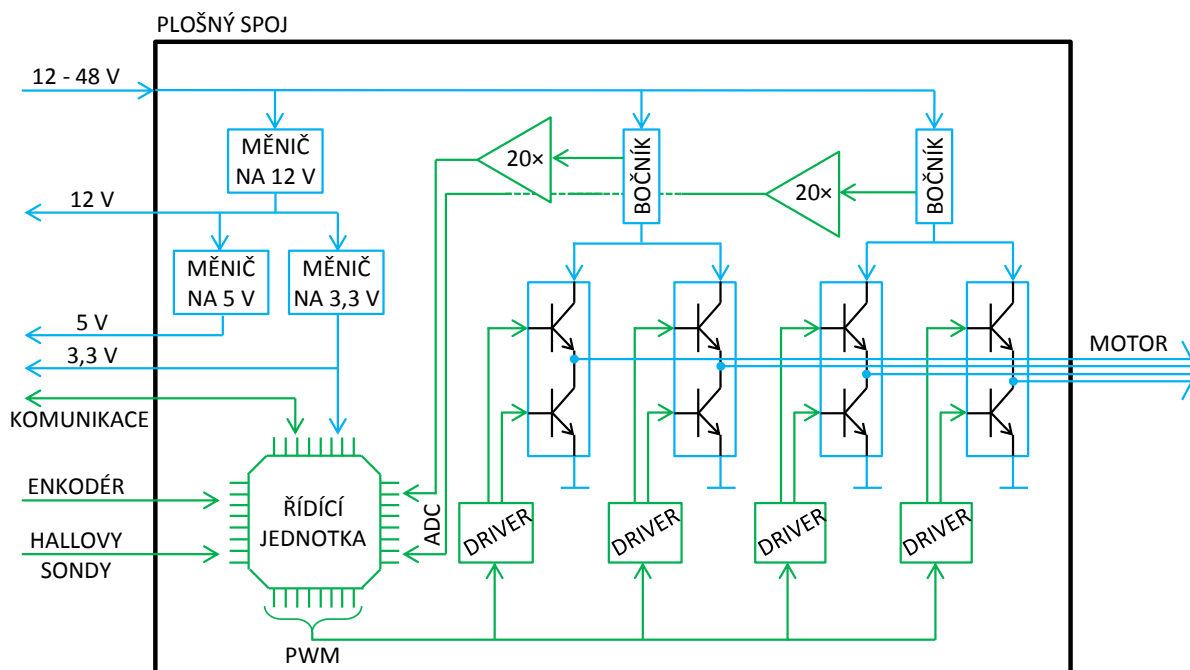 PLOŠNÝ SPOJ
12 - 48 V
MĚNIČ
NA 12 V
20×
BOČNÍK
20×
BOČNÍK
12 V
MĚNIČ
NA 5 V
MĚNIČ
NA 3,3 V
5 V
3,3 V
MOTOR
KOMUNIKACE
ENKODÉR
ŘÍDÍCÍ
JEDNOTKA
ADC
HALLOVY
SONDY
DRIVER
DRIVER
DRIVER
DRIVER
PWM